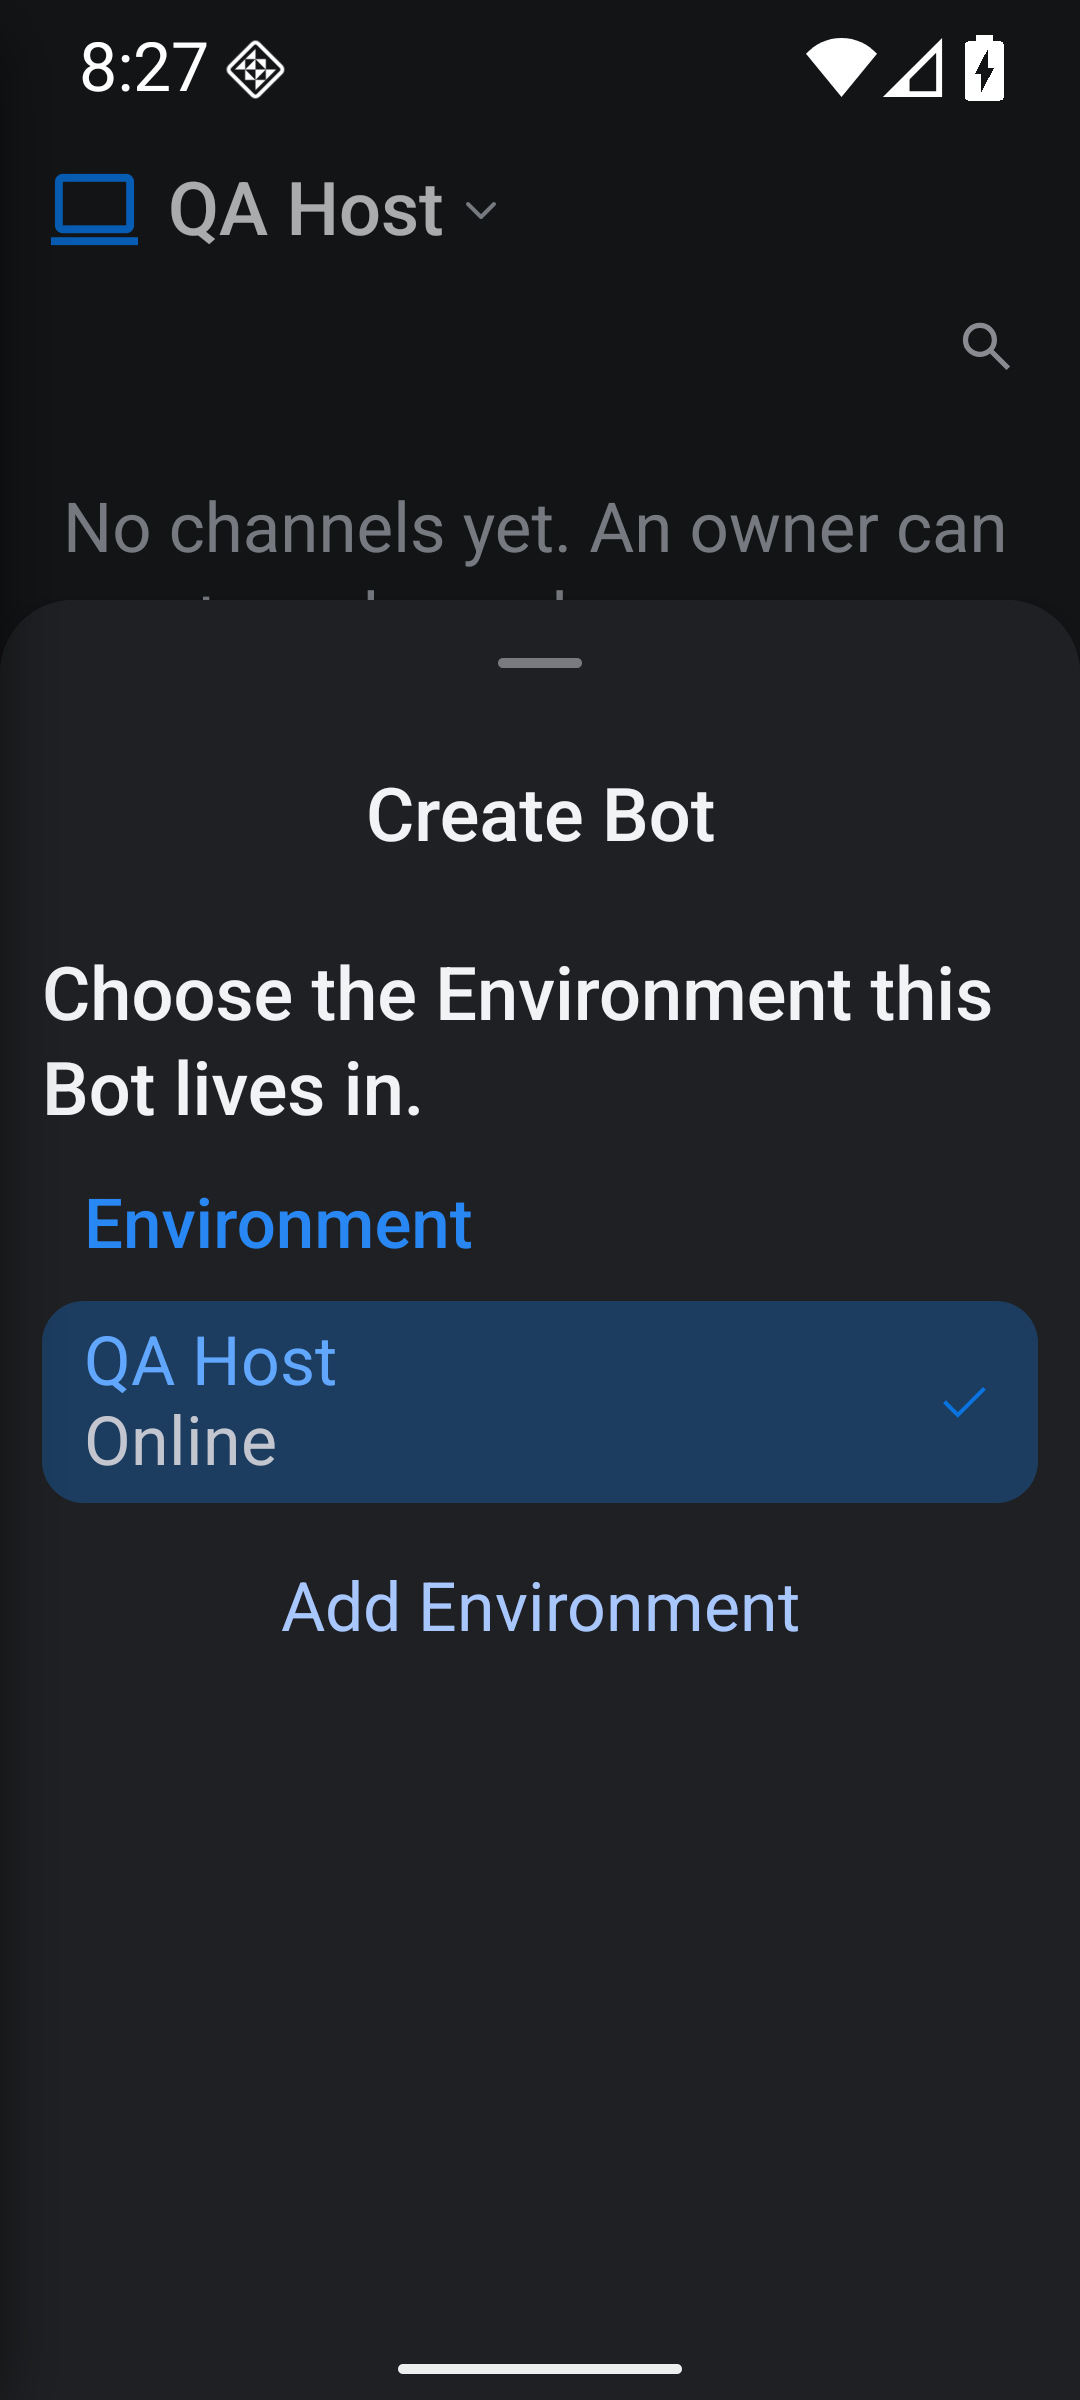 8:27
QA Host
No channels yet. An owner can
Create Bot
Choose the Environment this
Bot lives in.
Environment
QA Host
Online
Add Environment